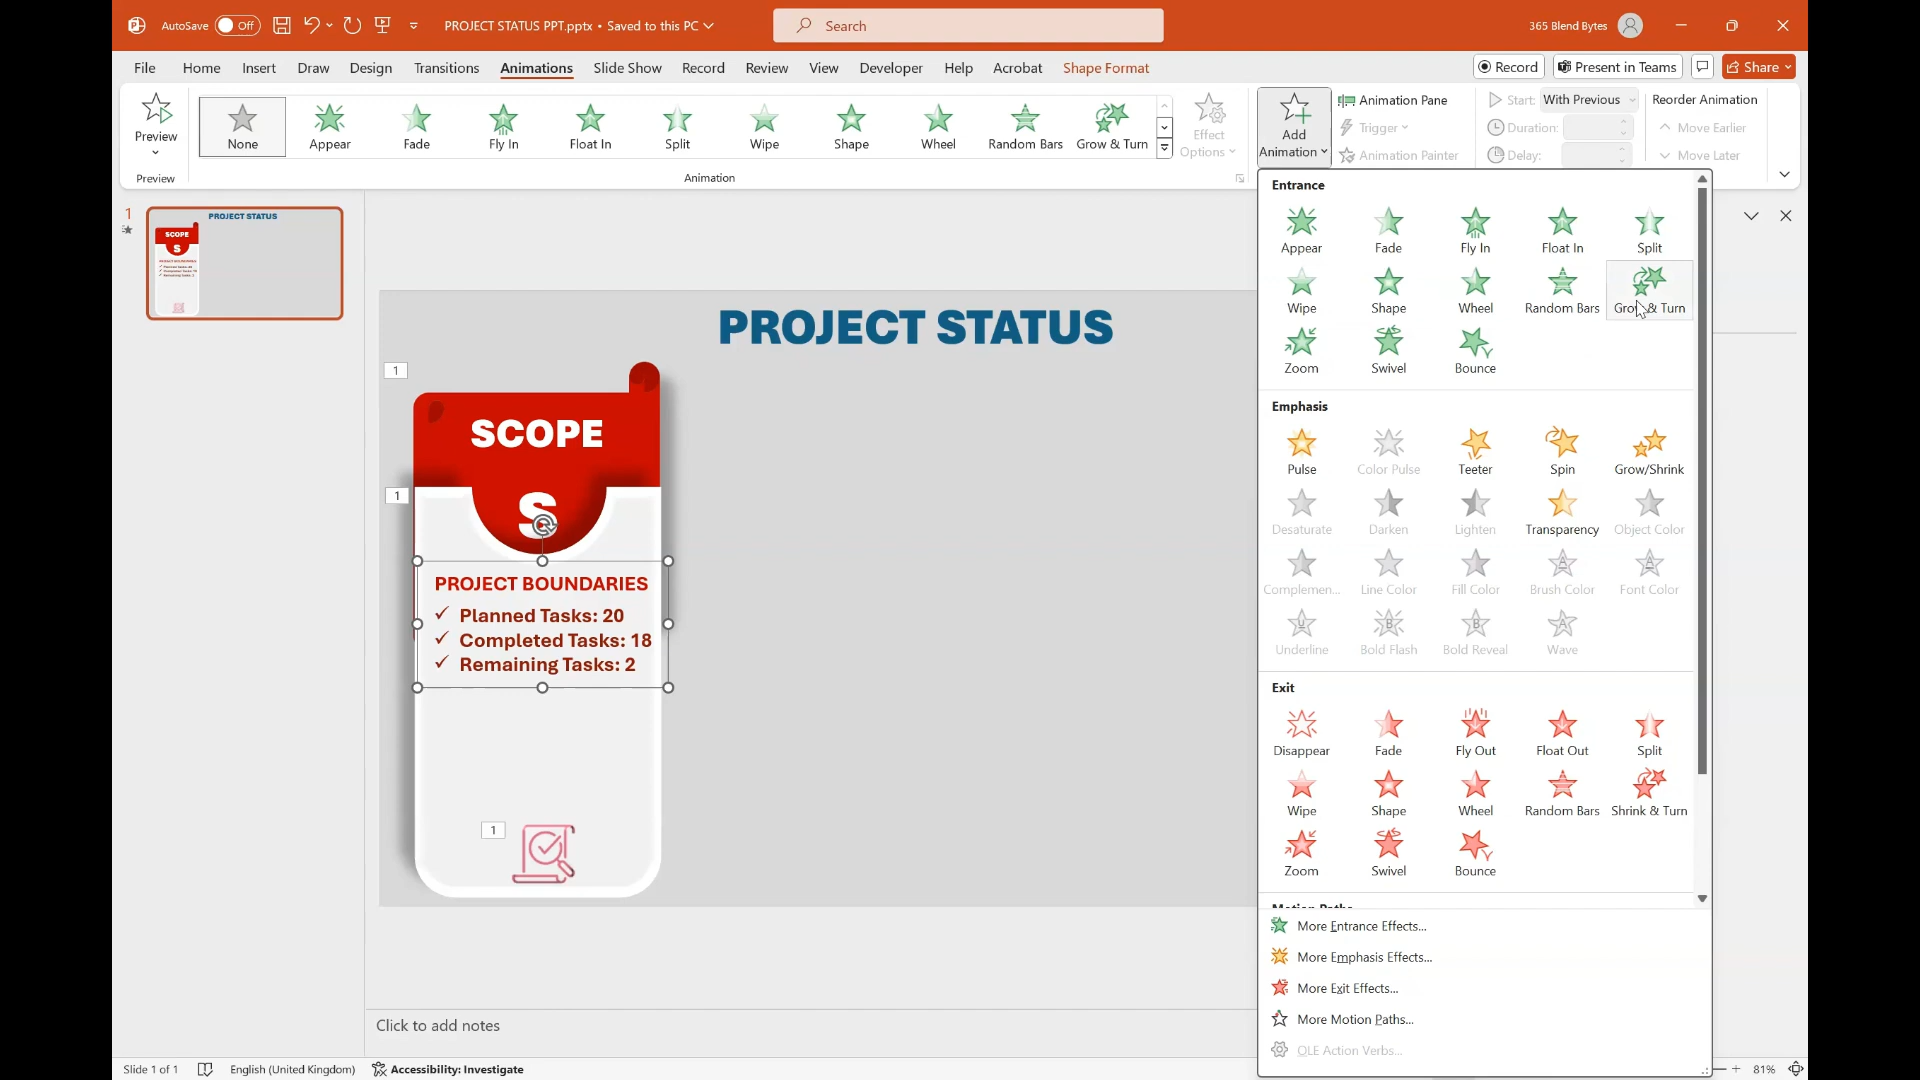 AutoSave Off PROJECT STATUS PPT.pptx • Saved to this PC Search 365 Blend Bytes
File Home Insert Draw Design Transitions Animations Slide Show Record Review View Developer Help Acrobat Shape Format Record Present in Teams Share
Preview
Preview
None Appear Fade Fly In Float In Split Wipe Shape Wheel Random Bars Grow & Turn
Animation
Effect Options
Add Animation
Animation Pane
Trigger
Animation Painter
Start: With Previous
Duration:
Delay:
Reorder Animation
Move Earlier
Move Later
1
PROJECT STATUS
SCOPE
S
PROJECT BOUNDARIES
PROJECT STATUS
1
SCOPE
1
S
PROJECT BOUNDARIES
✓ Planned Tasks: 20
✓ Completed Tasks: 18
✓ Remaining Tasks: 2
1
Click to add notes
Entrance
Appear Fade Fly In Float In Split
Wipe Shape Wheel Random Bars Grow & Turn
Zoom Swivel Bounce
Emphasis
Pulse Color Pulse Teeter Spin Grow/Shrink
Desaturate Darken Lighten Transparency Object Color
Complemen... Line Color Fill Color Brush Color Font Color
Underline Bold Flash Bold Reveal Wave
Exit
Disappear Fade Fly Out Float Out Split
Wipe Shape Wheel Random Bars Shrink & Turn
Zoom Swivel Bounce
Motion Paths
More Entrance Effects...
More Emphasis Effects...
More Exit Effects...
More Motion Paths...
OLE Action Verbs...
Slide 1 of 1 English (United Kingdom) Accessibility: Investigate 81%